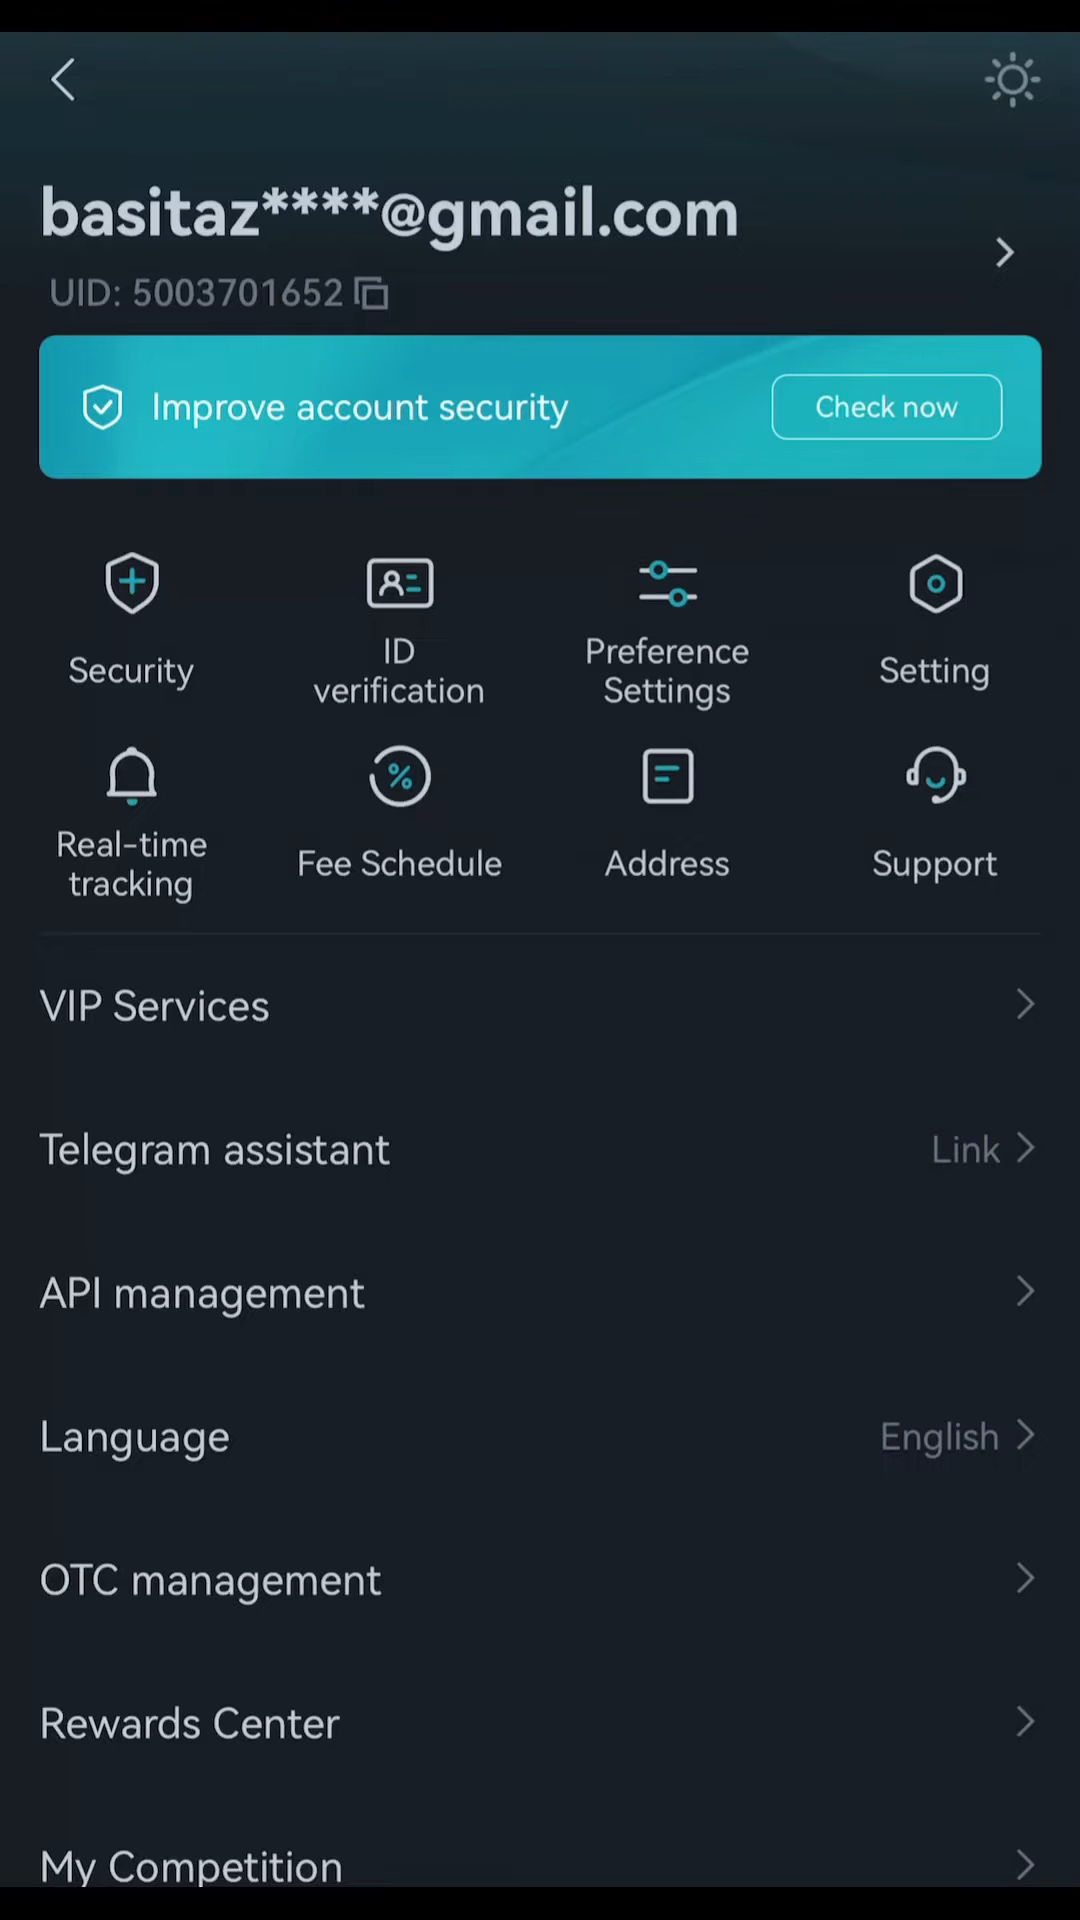 basitaz****@gmail.com
UID: 5003701652
Improve account security
Check now
Security
ID
verification
Preference
Settings
Setting
Real-time
tracking
Fee Schedule
Address
Support
VIP Services
Telegram assistant
Link
API management
Language
English
OTC management
Rewards Center
My Competition